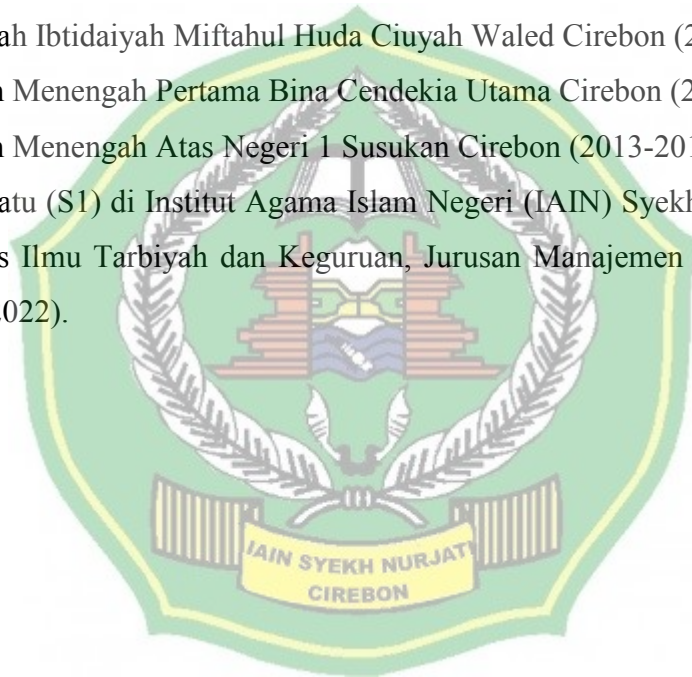 ah Ibtidaiyah Miftahul Huda Ciuyah Waled Cirebon (2
Menengah Pertama Bina Cendekia Utama Cirebon (2
Menengah Atas Negeri 1 Susukan Cirebon (2013-201
atu (S1) di Institut Agama Islam Negeri (IAIN) Syekh
s Ilmu Tarbiyah dan Keguruan, Jurusan Manajemen
2022).
IAIN SYEKH NURJATI
CIREBON